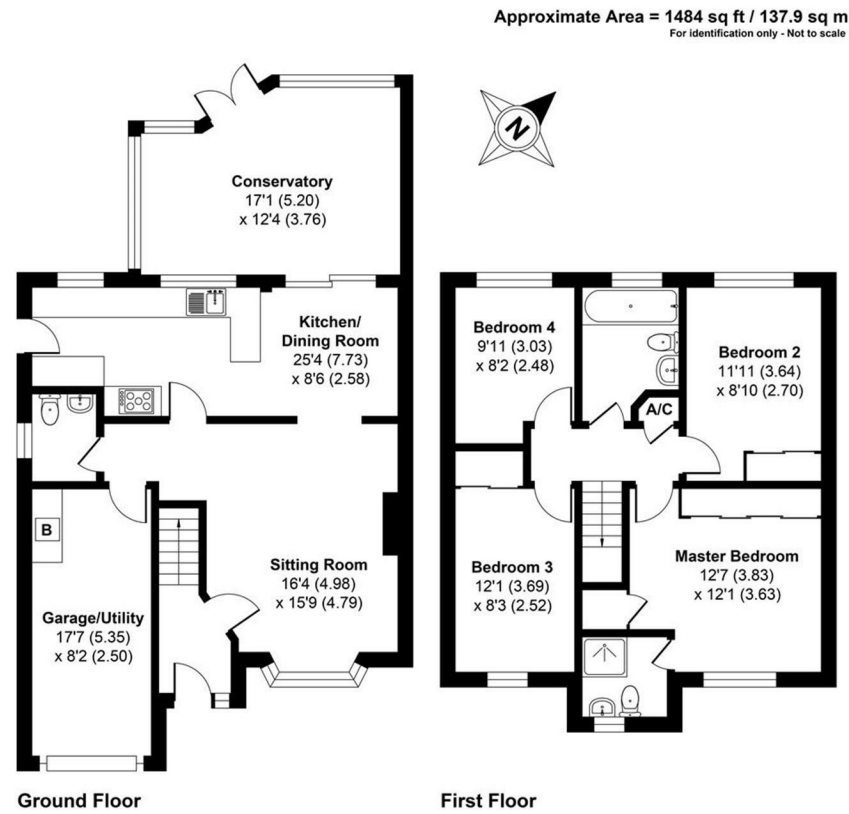 Approximate Area = 1484 sq ft / 137.9 sq m
For identification only - Not to scale
N
Conservatory
17'1 (5.20)
x 12'4 (3.76)
Kitchen/
Dining Room
25'4 (7.73)
x 8'6 (2.58)
B
Sitting Room
16'4 (4.98)
x 15'9 (4.79)
Garage/Utility
17'7 (5.35)
x 8'2 (2.50)
Ground Floor
Bedroom 4
9'11 (3.03)
x 8'2 (2.48)
Bedroom 2
11'11 (3.64)
x 8'10 (2.70)
A/C
Bedroom 3
12'1 (3.69)
x 8'3 (2.52)
Master Bedroom
12'7 (3.83)
x 12'1 (3.63)
First Floor